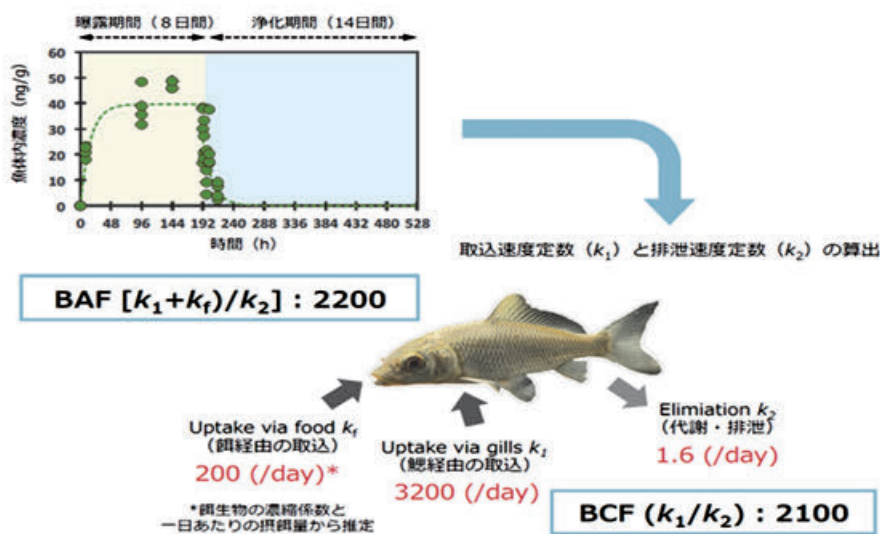 曝露期間（８日間） 浄化期間（14日間）
魚体内濃度（ng/g）
60
50
40
30
20
10
0
0 48 96 144 192 240 288 336 384 432 480 528
時間（h）
取込速度定数（k₁）と排泄速度定数（k₂）の算出
BAF [k₁+kf)/k₂] : 2200
Uptake via food kf
（餌経由の取込）
200 (/day)*
*餌生物の濃縮係数と
一日あたりの摂餌量から推定
Uptake via gills k₁
（鰓経由の取込）
3200 (/day)
Elimiation k₂
（代謝・排泄）
1.6 (/day)
BCF (k₁/k₂) : 2100